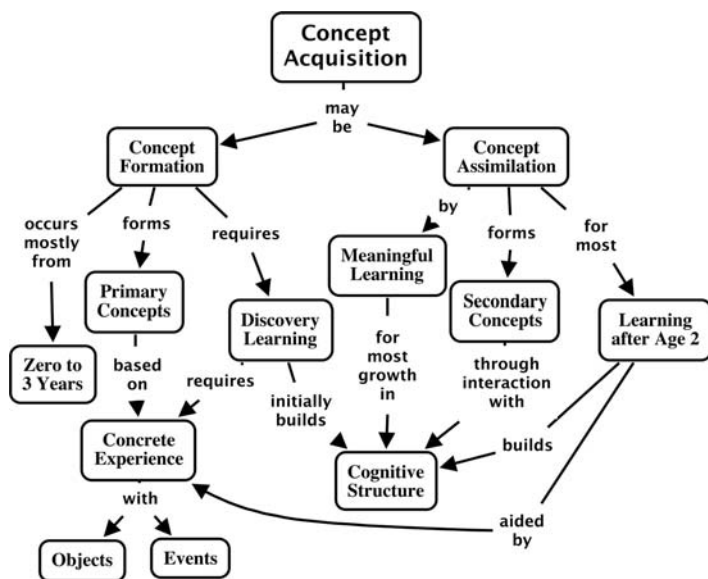 Concept
Acquisition
may
be
Concept
Formation
Concept
Assimilation
occurs
mostly
from
forms
requires
by
forms
for
most
Meaningful
Learning
Primary
Concepts
Discovery
Learning
Secondary
Concepts
Learning
after Age 2
Zero to
3 Years
based
on
requires
initially
builds
for
most
growth
in
through
interaction
with
builds
Concrete
Experience
Cognitive
Structure
with
aided
by
Objects
Events